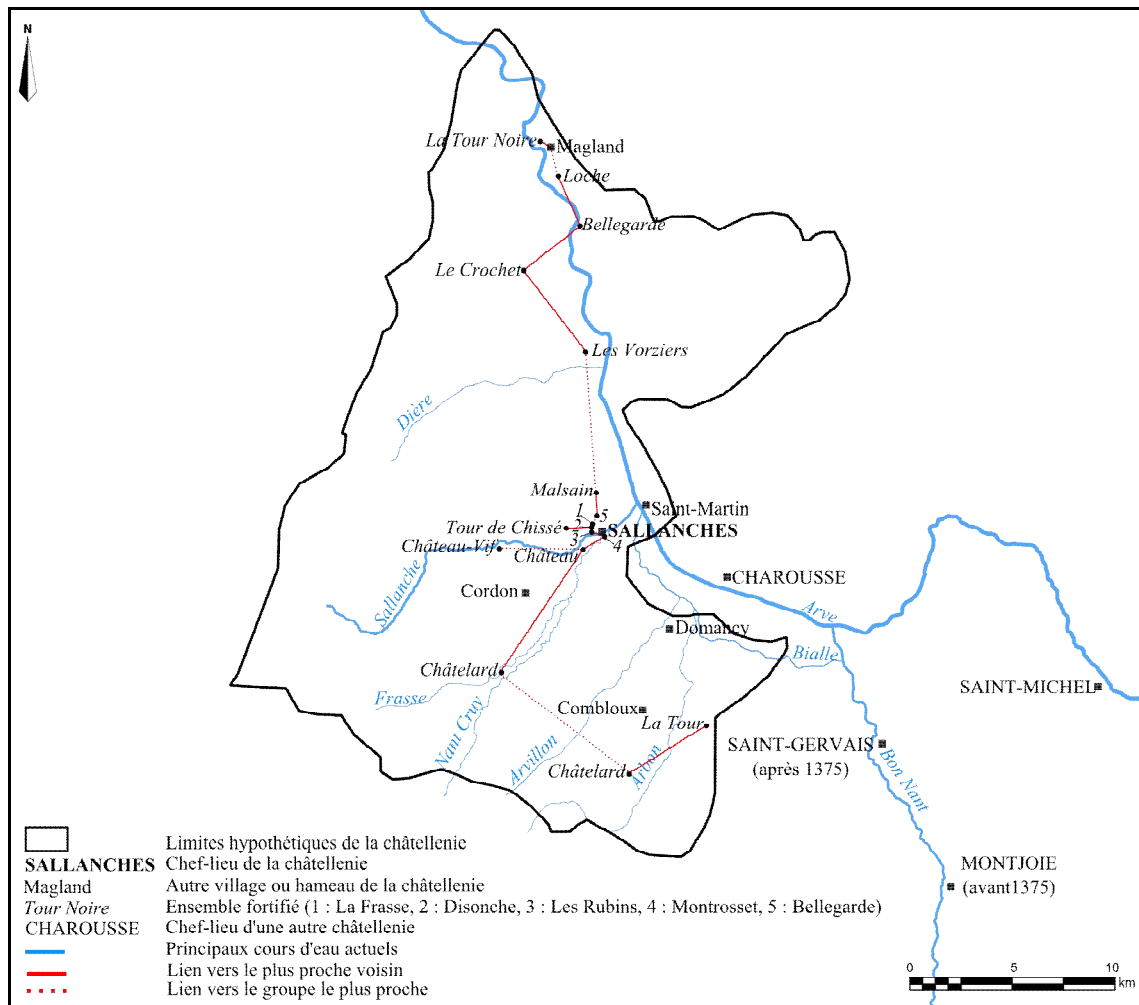 N
La Tour Noire
Magland
Loche
Bellegarde
Le Crochet
Les Vorziers
Dière
Malsain
1
5
Saint-Martin
2
Tour de Chissé
SALLANCHES
3
4
Château-Vif
Château
CHAROUSSE
Sallanche
Cordon
Arve
Domancy
Bialle
Châtelard
Frasse
SAINT-MICHEL
Nant Cruy
Combloux
La Tour
SAINT-GERVAIS
(après 1375)
Arvillon
Châtelard
Arbon
Bon Nant
MONTJOIE
(avant1375)
Limites hypothétiques de la châtellenie
SALLANCHES Chef-lieu de la châtellenie
Magland Autre village ou hameau de la châtellenie
Tour Noire Ensemble fortifié (1 : La Frasse, 2 : Disonche, 3 : Les Rubins, 4 : Montrosset, 5 : Bellegarde)
CHAROUSSE Chef-lieu d'une autre châtellenie
Principaux cours d'eau actuels
Lien vers le plus proche voisin
Lien vers le groupe le plus proche
0 5 10
km